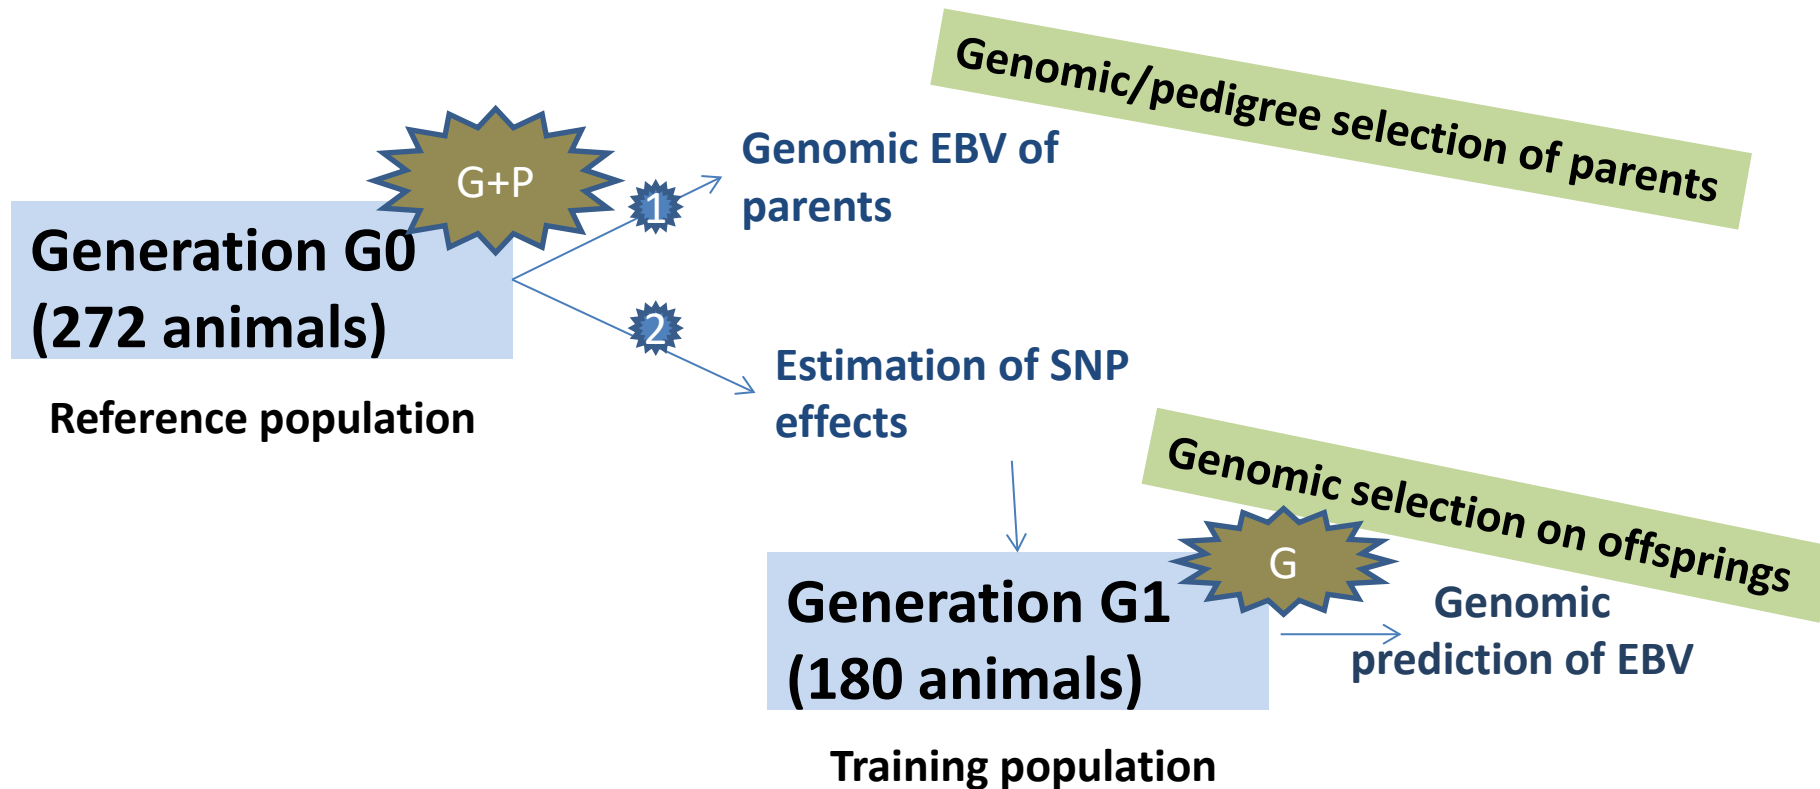 Genomic/pedigree selection of parents
G+P
1
Genomic EBV of
parents
Generation G0
(272 animals)
2
Estimation of SNP
effects
Reference population
Genomic selection on offsprings
G
Generation G1
(180 animals)
Genomic
prediction of EBV
Training population